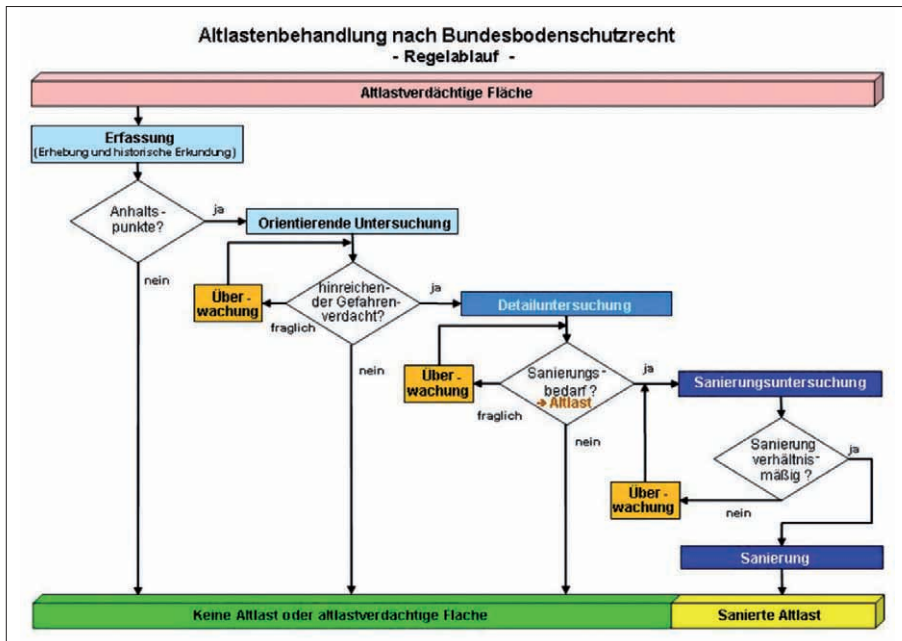 Altlastenbehandlung nach Bundesbodenschutzrecht
- Regelablauf -
Altlastverdächtige Fläche
Erfassung
(Erhebung und historische Erkundung)
Anhalts-
punkte?
ja
nein
Orientierende Untersuchung
Über-
wachung
hinreichen-
der Gefahren-
verdacht?
fraglich
ja
nein
Detailuntersuchung
Über-
wachung
Sanierungs-
bedarf ?
➔ Altlast
fraglich
ja
nein
Sanierungsuntersuchung
Sanierung
verhältnis-
mäßig ?
ja
nein
Über-
wachung
Sanierung
Keine Altlast oder altlastverdächtige Fläche
Sanierte Altlast